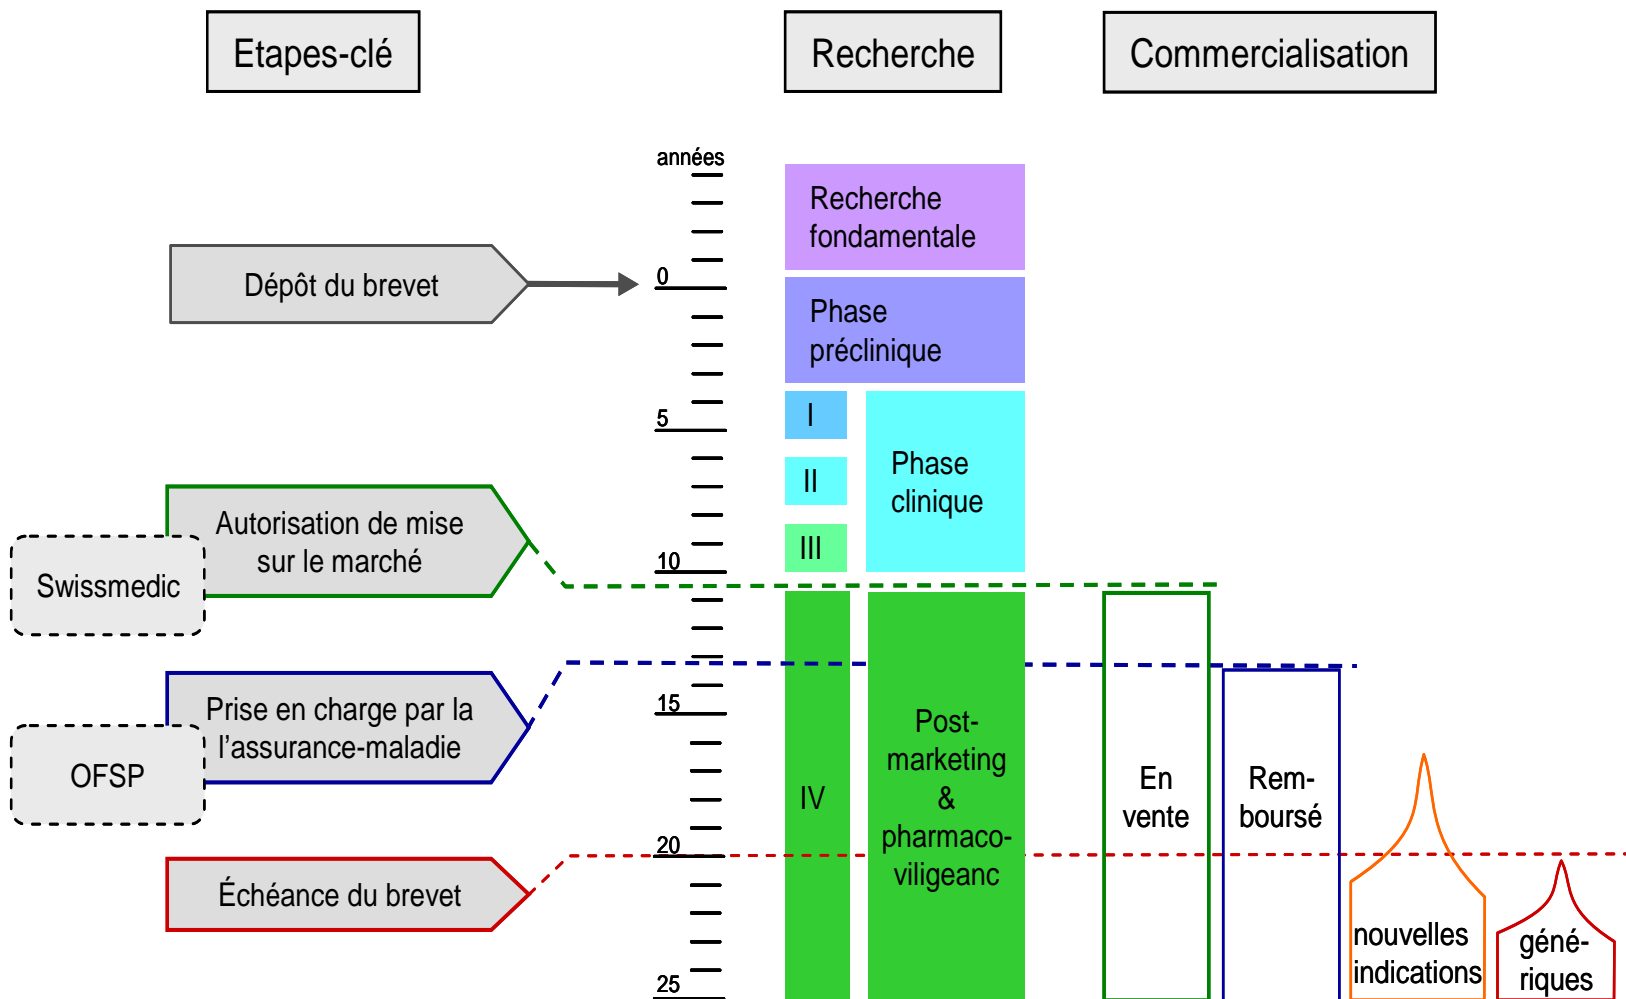 Etapes-clé
Recherche
Commercialisation
années
Recherche
fondamentale
Dépôt du brevet
0
Phase
préclinique
I
5
Phase
clinique
II
Autorisation de mise
sur le marché
III
10
Swissmedic
Prise en charge par la
l'assurance-maladie
15
OFSP
IV
Post-
marketing
&
pharmaco-
viligeanc
En
vente
Rem-
boursé
20
Échéance du brevet
nouvelles
indications
géné-
riques
25